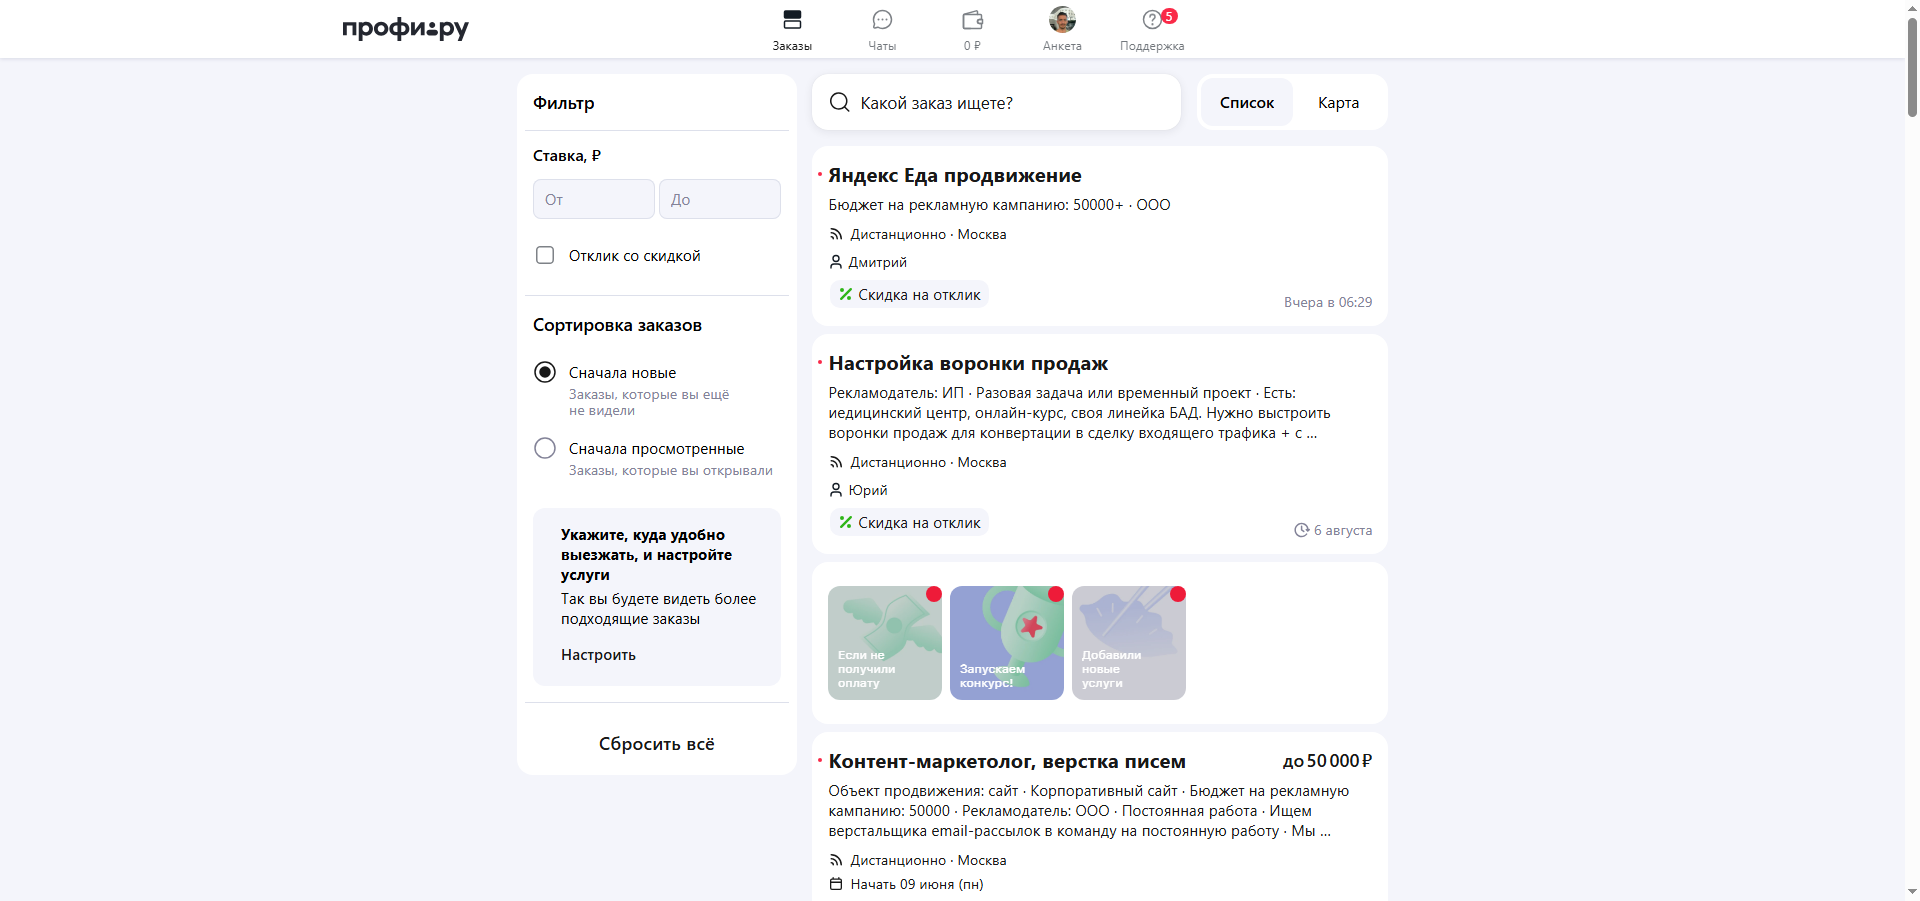 профи.ру
Заказы
Чаты
0 ₽
Анкета
5
Поддержка
Фильтр
Ставка, ₽
От
До
Отклик со скидкой
Сортировка заказов
Сначала новые
Заказы, которые вы ещё
не видели
Сначала просмотренные
Заказы, которые вы открывали
Укажите, куда удобно
выезжать, и настройте
услуги
Так вы будете видеть более
подходящие заказы
Настроить
Сбросить всё
Какой заказ ищете?
Список
Карта
Яндекс Еда продвижение
Бюджет на рекламную кампанию: 50000+ · ООО
Дистанционно · Москва
Дмитрий
Скидка на отклик
Вчера в 06:29
Настройка воронки продаж
Рекламодатель: ИП · Разовая задача или временный проект · Есть:
иедицинский центр, онлайн-курс, своя линейка БАД. Нужно выстроить
воронки продаж для конвертации в сделку входящего трафика + с ...
Дистанционно · Москва
Юрий
Скидка на отклик
6 августа
Если не
получили
оплату
Запускаем
конкурс!
Добавили
новые
услуги
Контент-маркетолог, верстка писем
до 50 000 ₽
Объект продвижения: сайт · Корпоративный сайт · Бюджет на рекламную
кампанию: 50000 · Рекламодатель: ООО · Постоянная работа · Ищем
верстальщика email-рассылок в команду на постоянную работу · Мы ...
Дистанционно · Москва
Начать 09 июня (пн)